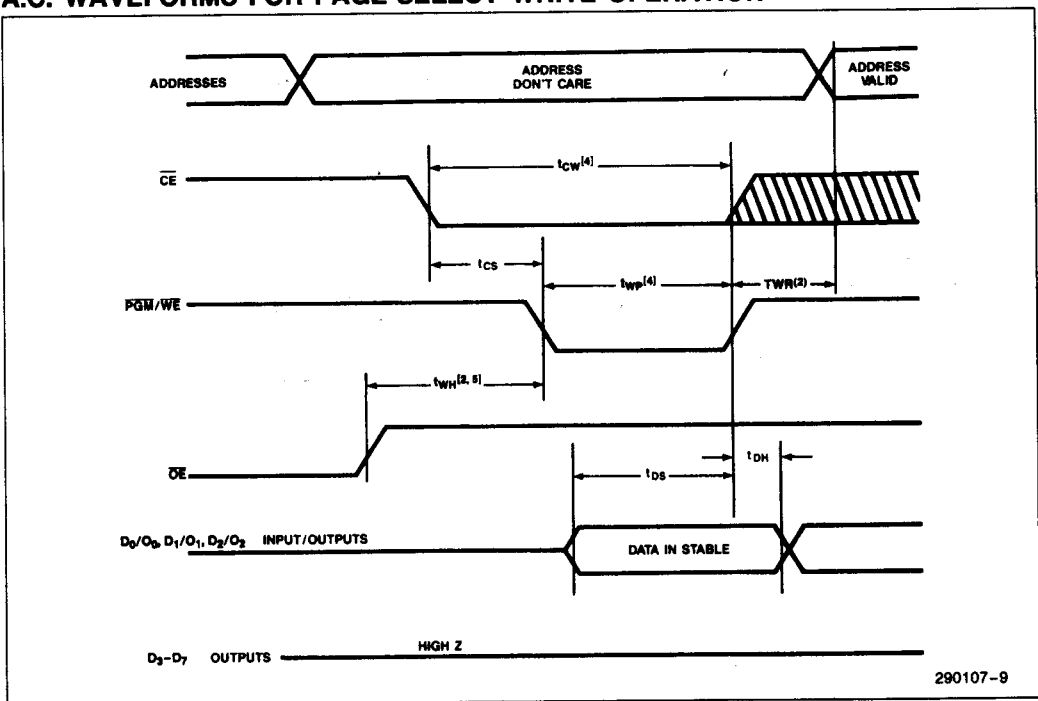 A.C. WAVEFORMS FOR PAGE SELECT WRITE OPERATION
ADDRESSES
ADDRESS
DON'T CARE
ADDRESS
VALID
tCW[4]
CE
tCS
tWP[4]
TWR(2)
PGM/WE
tWH[2, 5]
OE
tDS
tDH
D0/O0, D1/O1, D2/O2 INPUT/OUTPUTS
DATA IN STABLE
HIGH Z
D3–D7 OUTPUTS
290107–9